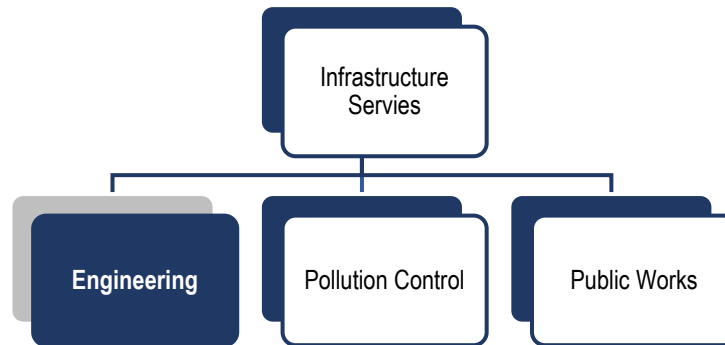 Infrastructure
Servies
Engineering
Pollution Control
Public Works